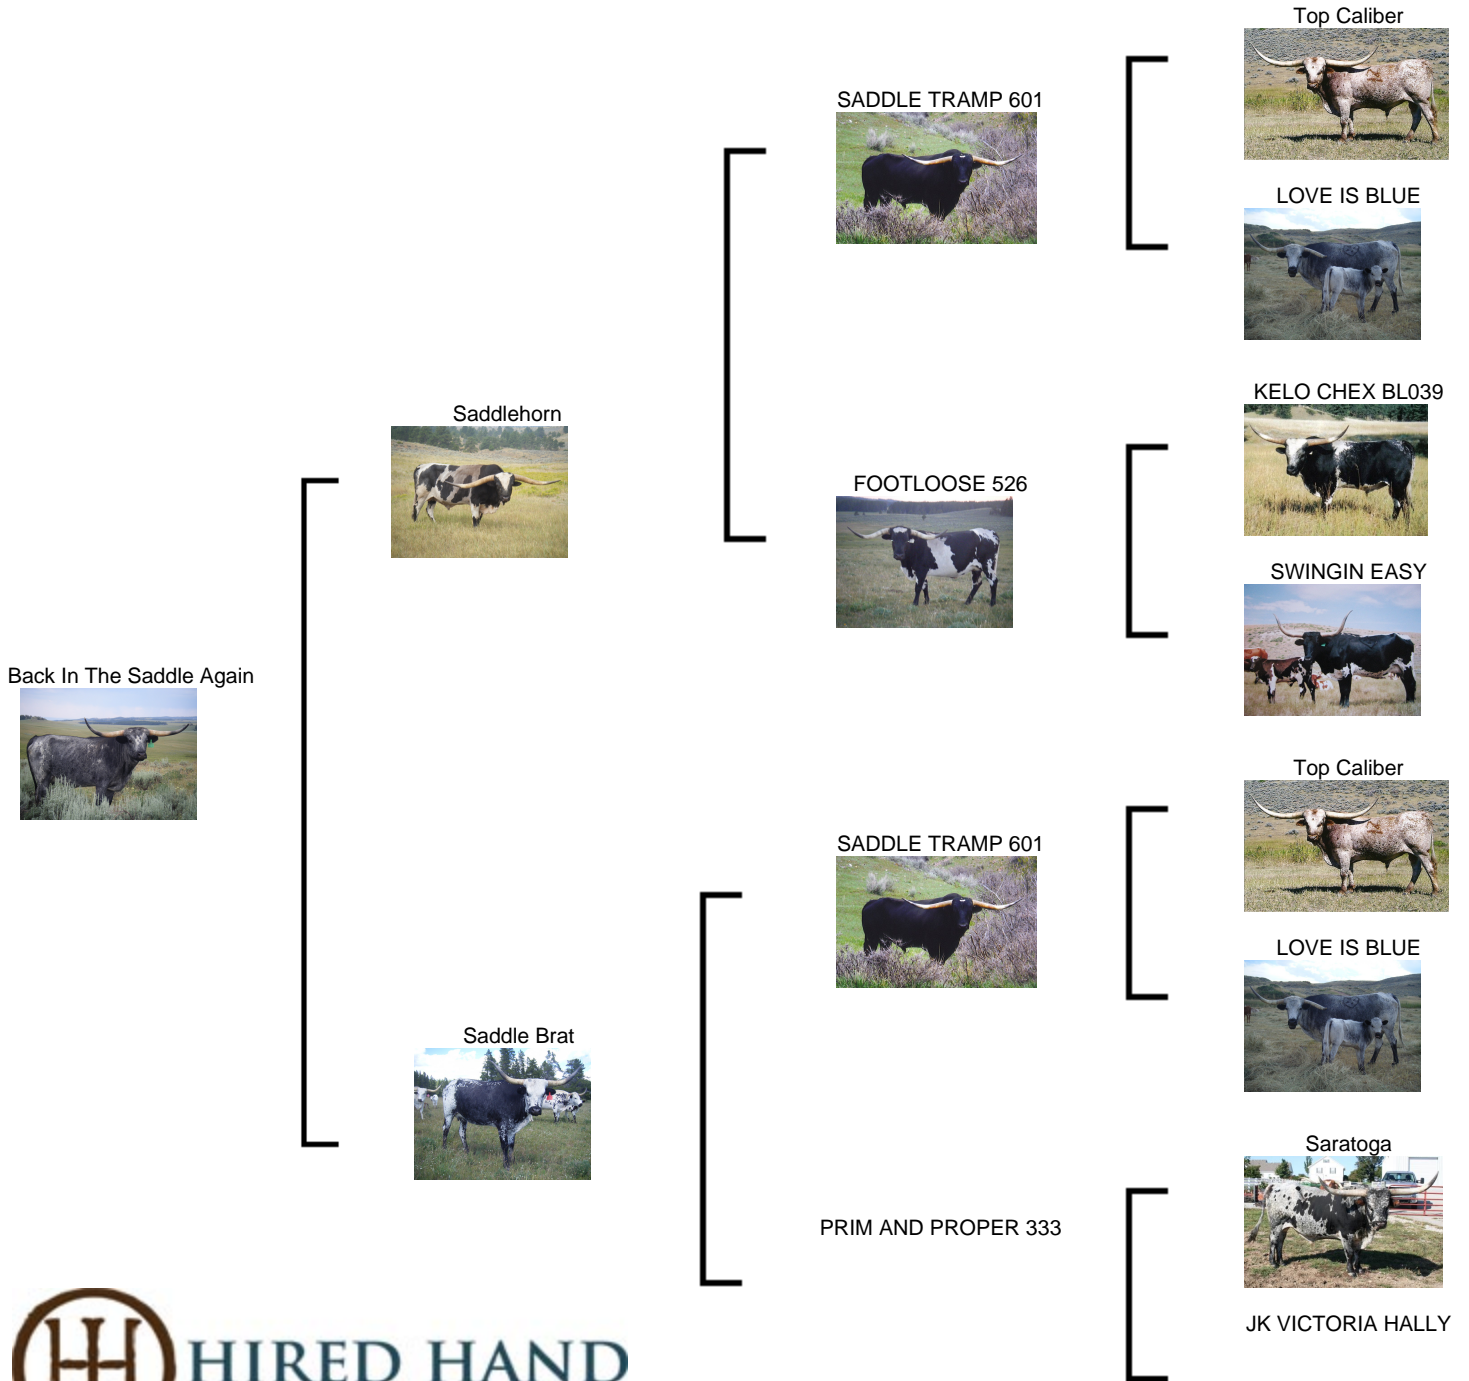 Top Caliber
SADDLE TRAMP 601
LOVE IS BLUE
KELO CHEX BL039
Saddlehorn
FOOTLOOSE 526
SWINGIN EASY
Back In The Saddle Again
Top Caliber
SADDLE TRAMP 601
LOVE IS BLUE
Saddle Brat
Saratoga
PRIM AND PROPER 333
JK VICTORIA HALLY
HIRED HAND